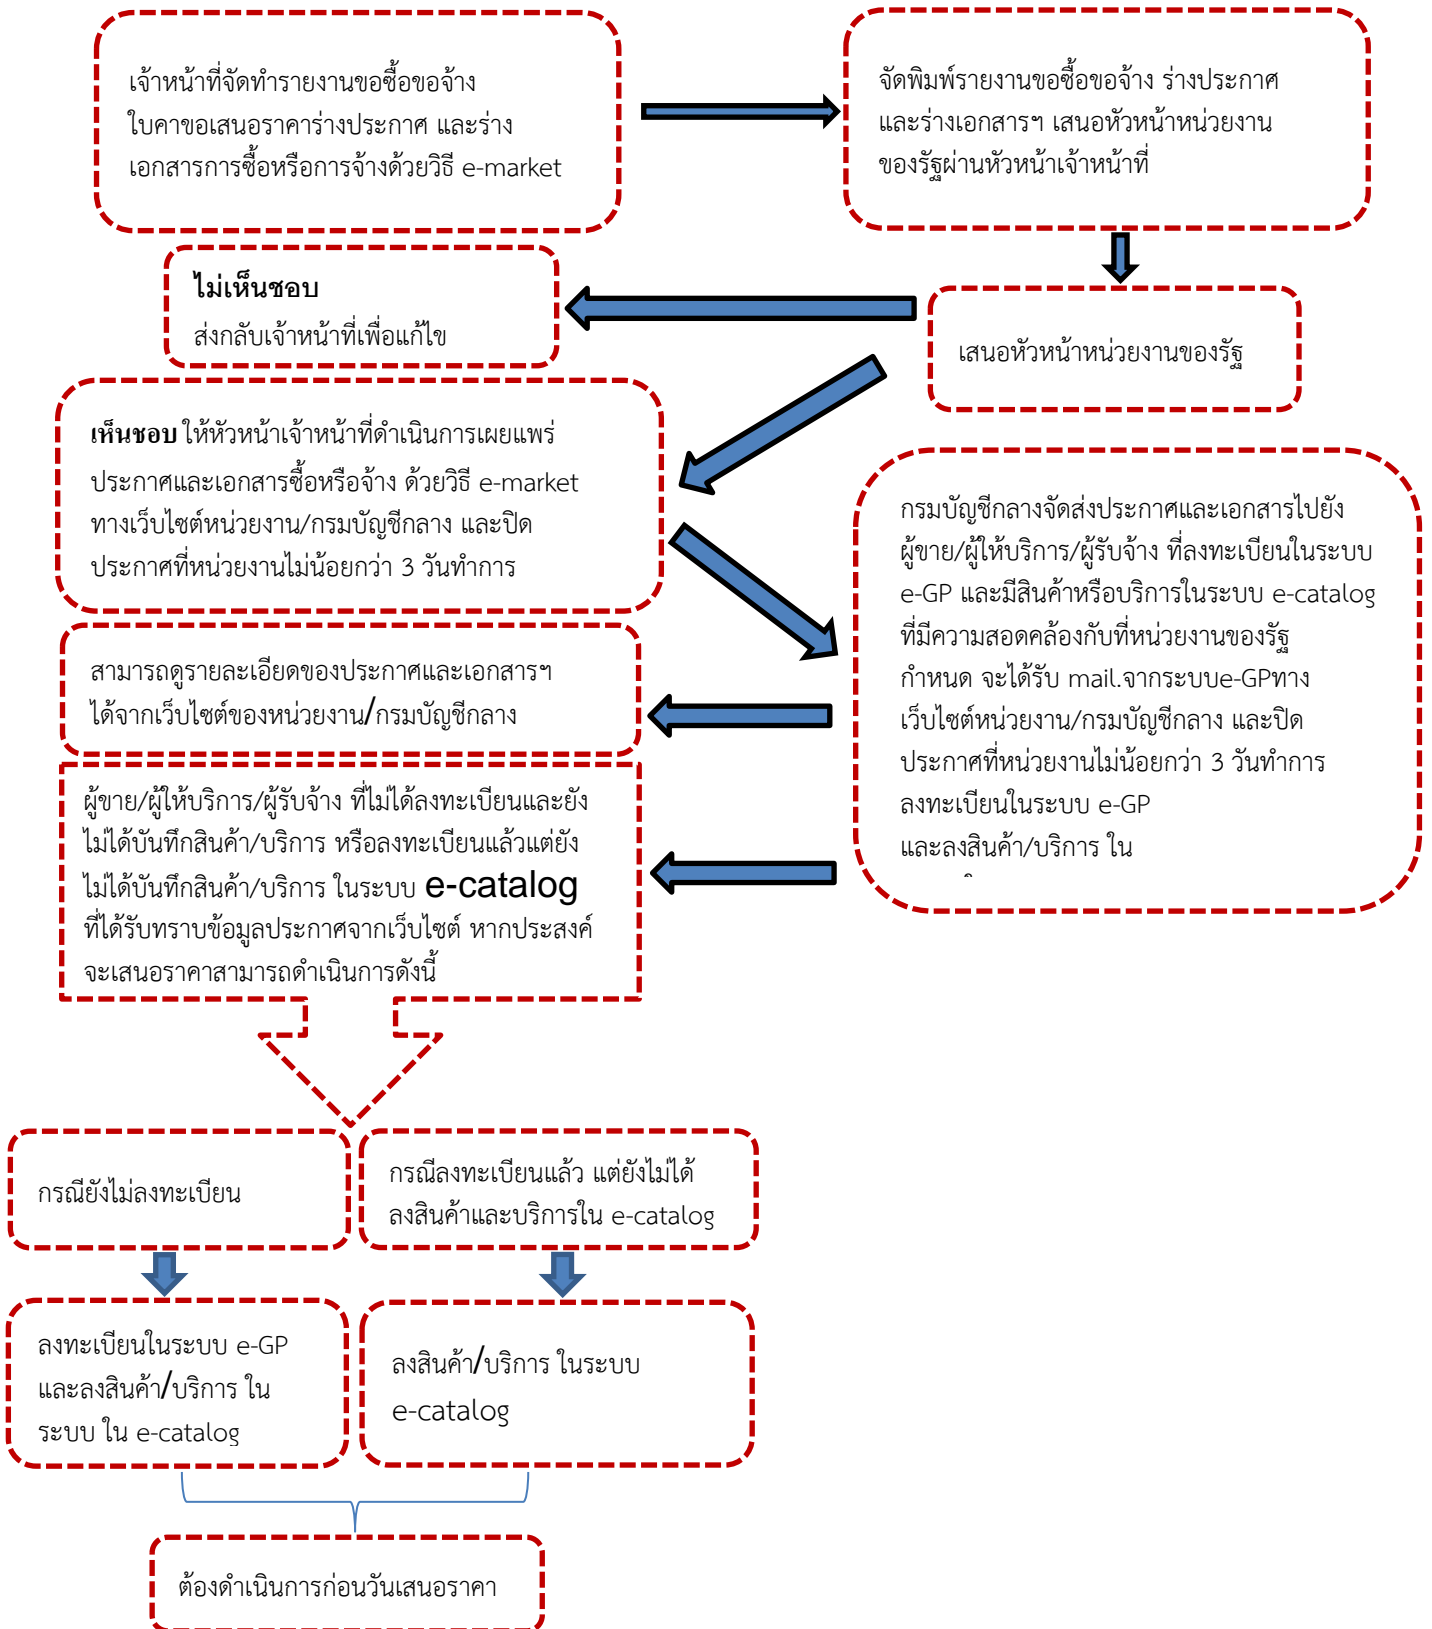 เจ้าหน้าที่จัดทำรายงานขอซื้อขอจ้าง
ใบคาขอเสนอราคาร่างประกาศ และร่าง
เอกสารการซื้อหรือการจ้างด้วยวิธี e-market
จัดพิมพ์รายงานขอซื้อขอจ้าง ร่างประกาศ
และร่างเอกสารฯ เสนอหัวหน้าหน่วยงาน
ของรัฐผ่านหัวหน้าเจ้าหน้าที่
ไม่เห็นชอบ
ส่งกลับเจ้าหน้าที่เพื่อแก้ไข
เสนอหัวหน้าหน่วยงานของรัฐ
เห็นชอบ ให้หัวหน้าเจ้าหน้าที่ดำเนินการเผยแพร่
ประกาศและเอกสารซื้อหรือจ้าง ด้วยวิธี e-market
ทางเว็บไซต์หน่วยงาน/กรมบัญชีกลาง และปิด
ประกาศที่หน่วยงานไม่น้อยกว่า 3 วันทำการ
กรมบัญชีกลางจัดส่งประกาศและเอกสารไปยัง
ผู้ขาย/ผู้ให้บริการ/ผู้รับจ้าง ที่ลงทะเบียนในระบบ
e-GP และมีสินค้าหรือบริการในระบบ e-catalog
ที่มีความสอดคล้องกับที่หน่วยงานของรัฐ
กำหนด จะได้รับ mail.จากระบบe-GPทาง
เว็บไซต์หน่วยงาน/กรมบัญชีกลาง และปิด
ประกาศที่หน่วยงานไม่น้อยกว่า 3 วันทำการ
ลงทะเบียนในระบบ e-GP
และลงสินค้า/บริการ ใน
สามารถดูรายละเอียดของประกาศและเอกสารฯ
ได้จากเว็บไซต์ของหน่วยงาน/กรมบัญชีกลาง
ผู้ขาย/ผู้ให้บริการ/ผู้รับจ้าง ที่ไม่ได้ลงทะเบียนและยัง
ไม่ได้บันทึกสินค้า/บริการ หรือลงทะเบียนแล้วแต่ยัง
ไม่ได้บันทึกสินค้า/บริการ ในระบบ e-catalog
ที่ได้รับทราบข้อมูลประกาศจากเว็บไซต์ หากประสงค์
จะเสนอราคาสามารถดำเนินการดังนี้
กรณียังไม่ลงทะเบียน
กรณีลงทะเบียนแล้ว แต่ยังไม่ได้
ลงสินค้าและบริการใน e-catalog
ลงทะเบียนในระบบ e-GP
และลงสินค้า/บริการ ใน
ระบบ ใน e-catalog
ลงสินค้า/บริการ ในระบบ
e-catalog
ต้องดำเนินการก่อนวันเสนอราคา